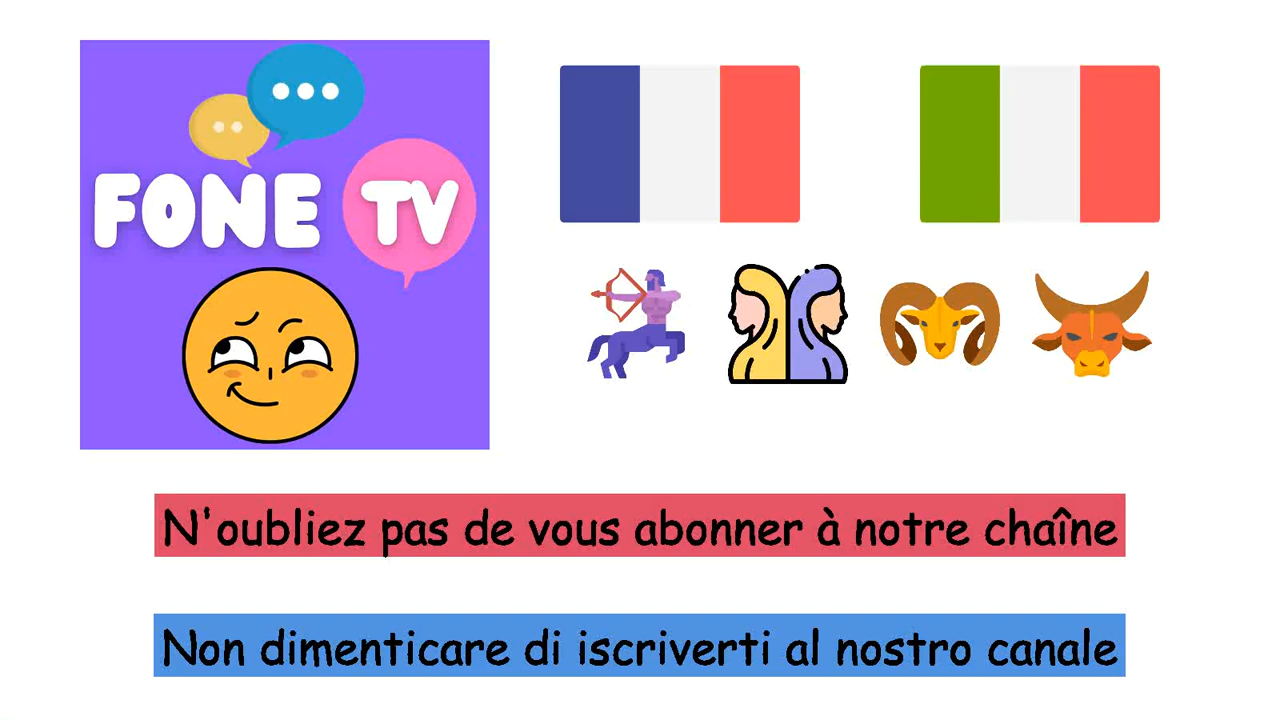 FONE TV
N'oubliez pas de vous abonner à notre chaîne
Non dimenticare di iscriverti al nostro canale